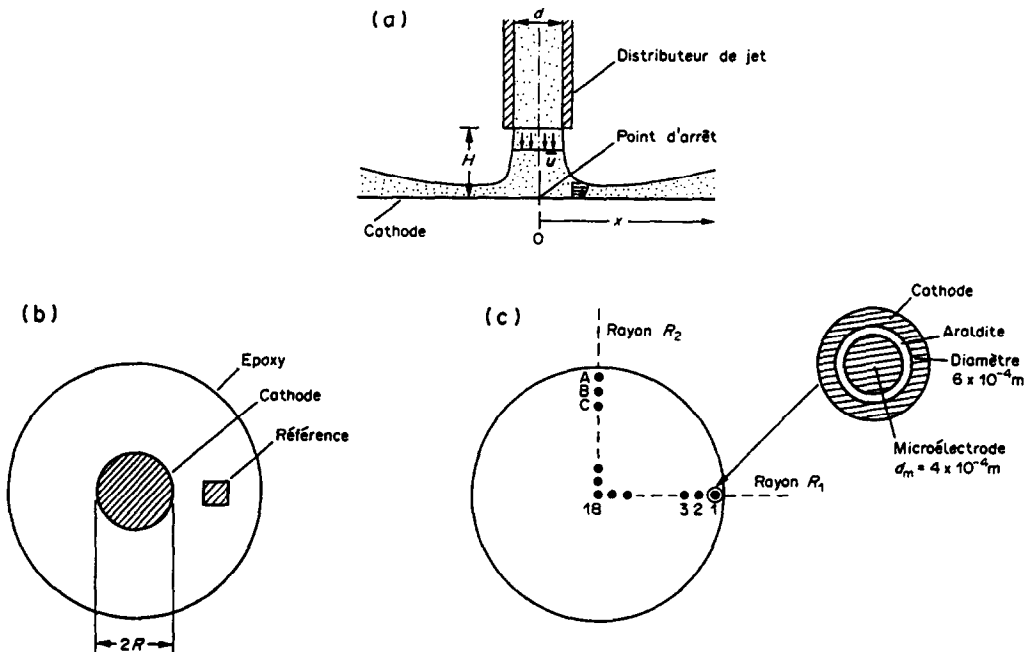 (a)
d
Distributeur de jet
H
Point d'arrêt
u
Cathode
O
x
(b)
Epoxy
Cathode
Référence
2R
(c)
Rayon R₂
A
B
C
18
3 2 1
Rayon R₁
Cathode
Araldite
Diamètre
6 x 10⁻⁴m
Microélectrode
dₘ = 4 x 10⁻⁴m